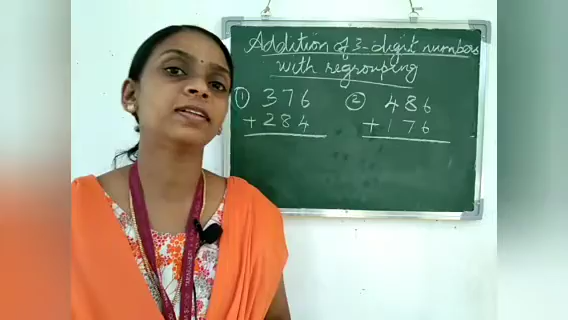 Addition of 3-digit numbers
with regrouping
① 376 ② 486
+ 284 + 176